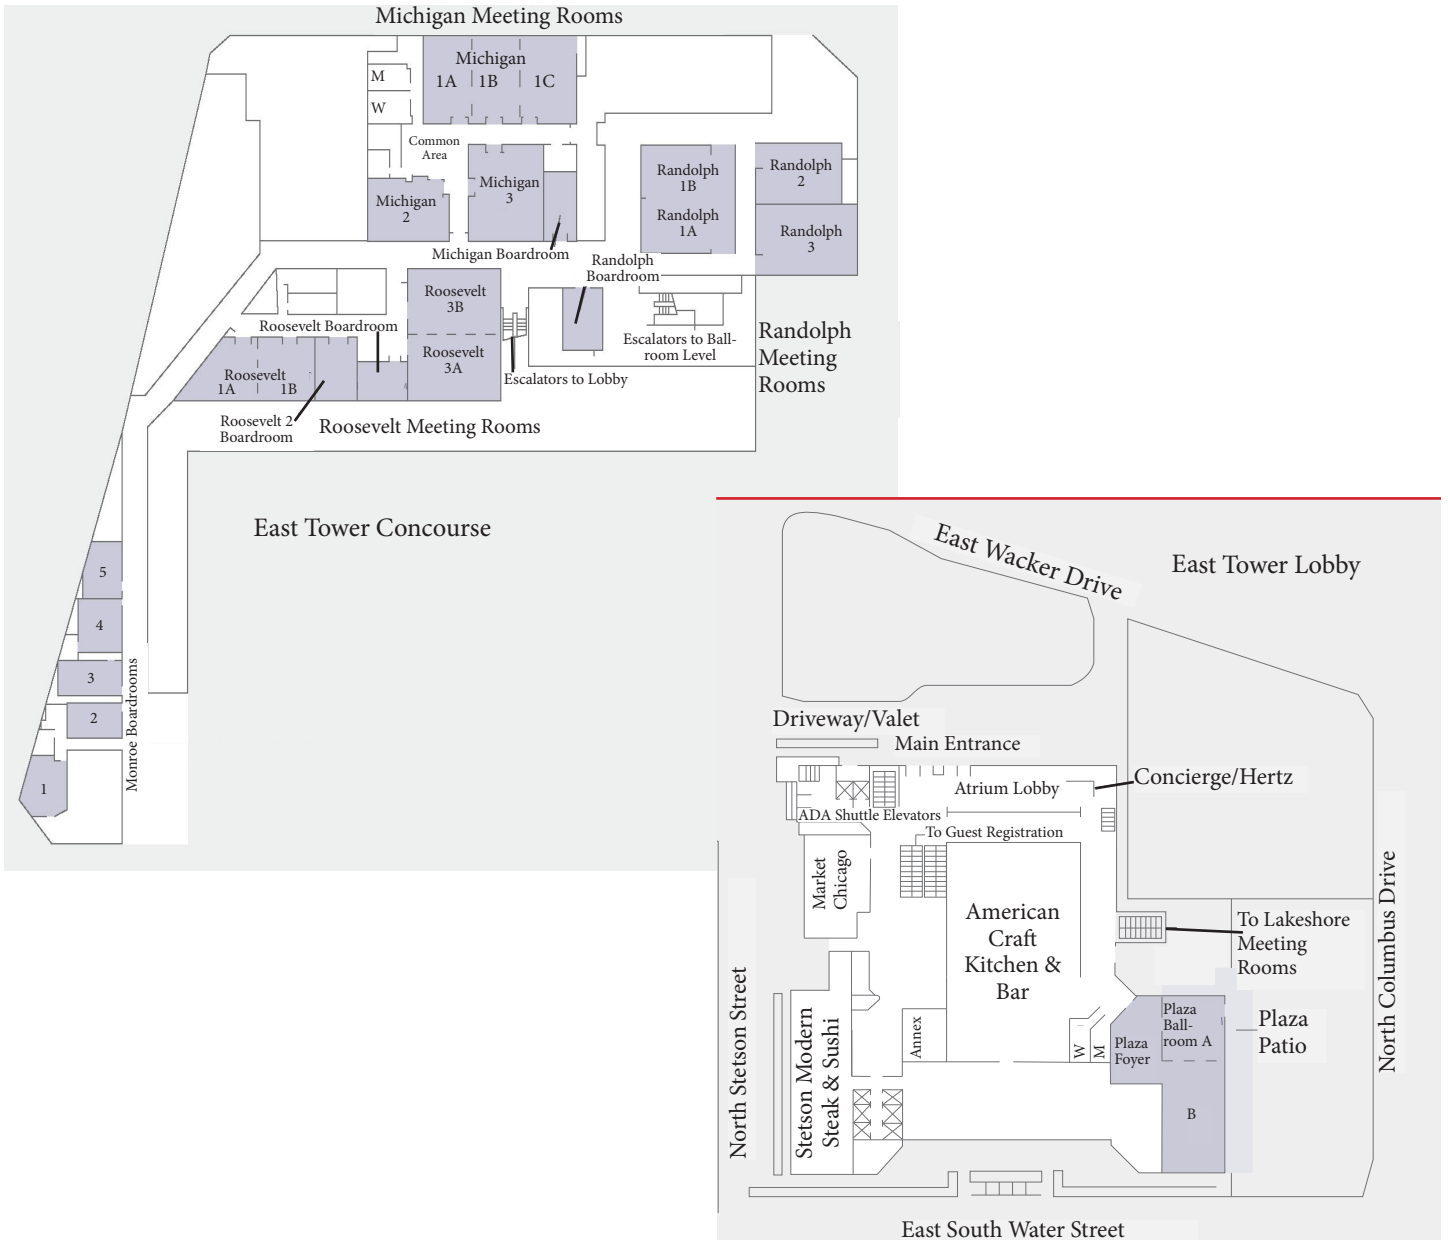 Michigan Meeting Rooms
Michigan
1A
1B
1C
M
W
Common
Area
Michigan
2
Michigan
3
Michigan Boardroom
Randolph
1B
Randolph
1A
Randolph
2
Randolph
3
Randolph
Boardroom
Roosevelt
3B
Roosevelt
3A
Roosevelt Boardroom
Escalators to Lobby
Escalators to Ball-
room Level
Randolph
Meeting
Rooms
Roosevelt
1A
1B
Roosevelt 2
Boardroom
Roosevelt Meeting Rooms
East Tower Concourse
5
4
3
2
1
Monroe Boardrooms
East Wacker Drive
East Tower Lobby
Driveway/Valet
Main Entrance
Atrium Lobby
Concierge/Hertz
ADA Shuttle Elevators
To Guest Registration
Market
Chicago
American
Craft
Kitchen &
Bar
To Lakeshore
Meeting
Rooms
North Stetson Street
Stetson Modern
Steak & Sushi
Annex
W
M
Plaza
Foyer
Plaza
Ball-
room A
B
Plaza
Patio
North Columbus Drive
East South Water Street